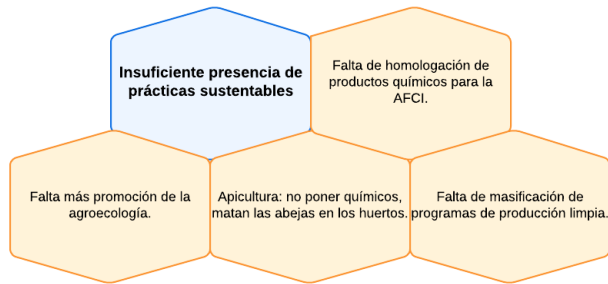 Insuficiente presencia de
prácticas sustentables
Falta de homologación de
productos químicos para la
AFCI.
Falta más promoción de la
agroecología.
Apicultura: no poner químicos,
matan las abejas en los huertos.
Falta de masificación de
programas de producción limpia.